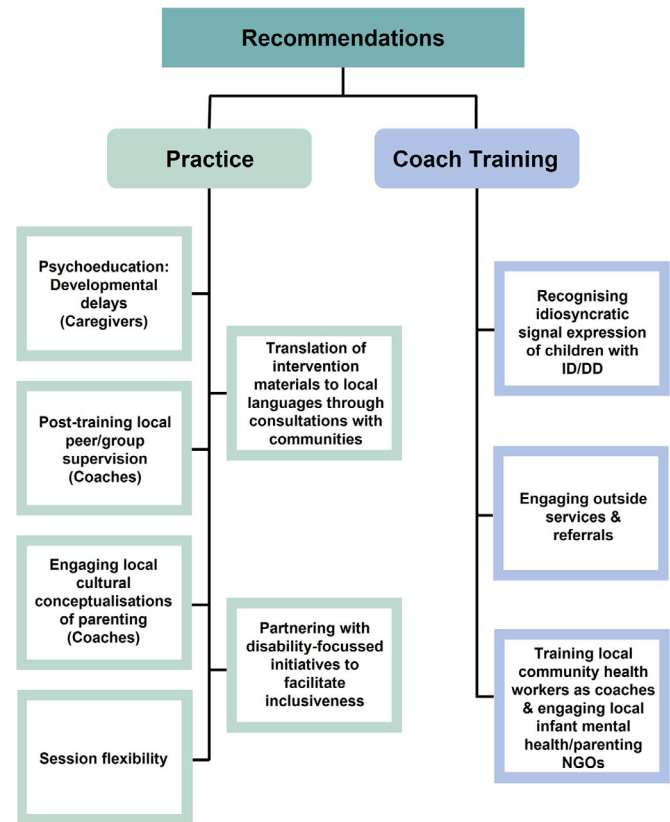 Recommendations
Practice
Coach Training
Psychoeducation:
Developmental
delays
(Caregivers)
Translation of
intervention
materials to local
languages through
consultations with
communities
Post-training local
peer/group
supervision
(Coaches)
Engaging local
cultural
conceptualisations
of parenting
(Coaches)
Partnering with
disability-focussed
initiatives to
facilitate
inclusiveness
Session flexibility
Recognising
idiosyncratic
signal expression
of children with
ID/DD
Engaging outside
services &
referrals
Training local
community health
workers as coaches
& engaging local
infant mental
health/parenting
NGOs